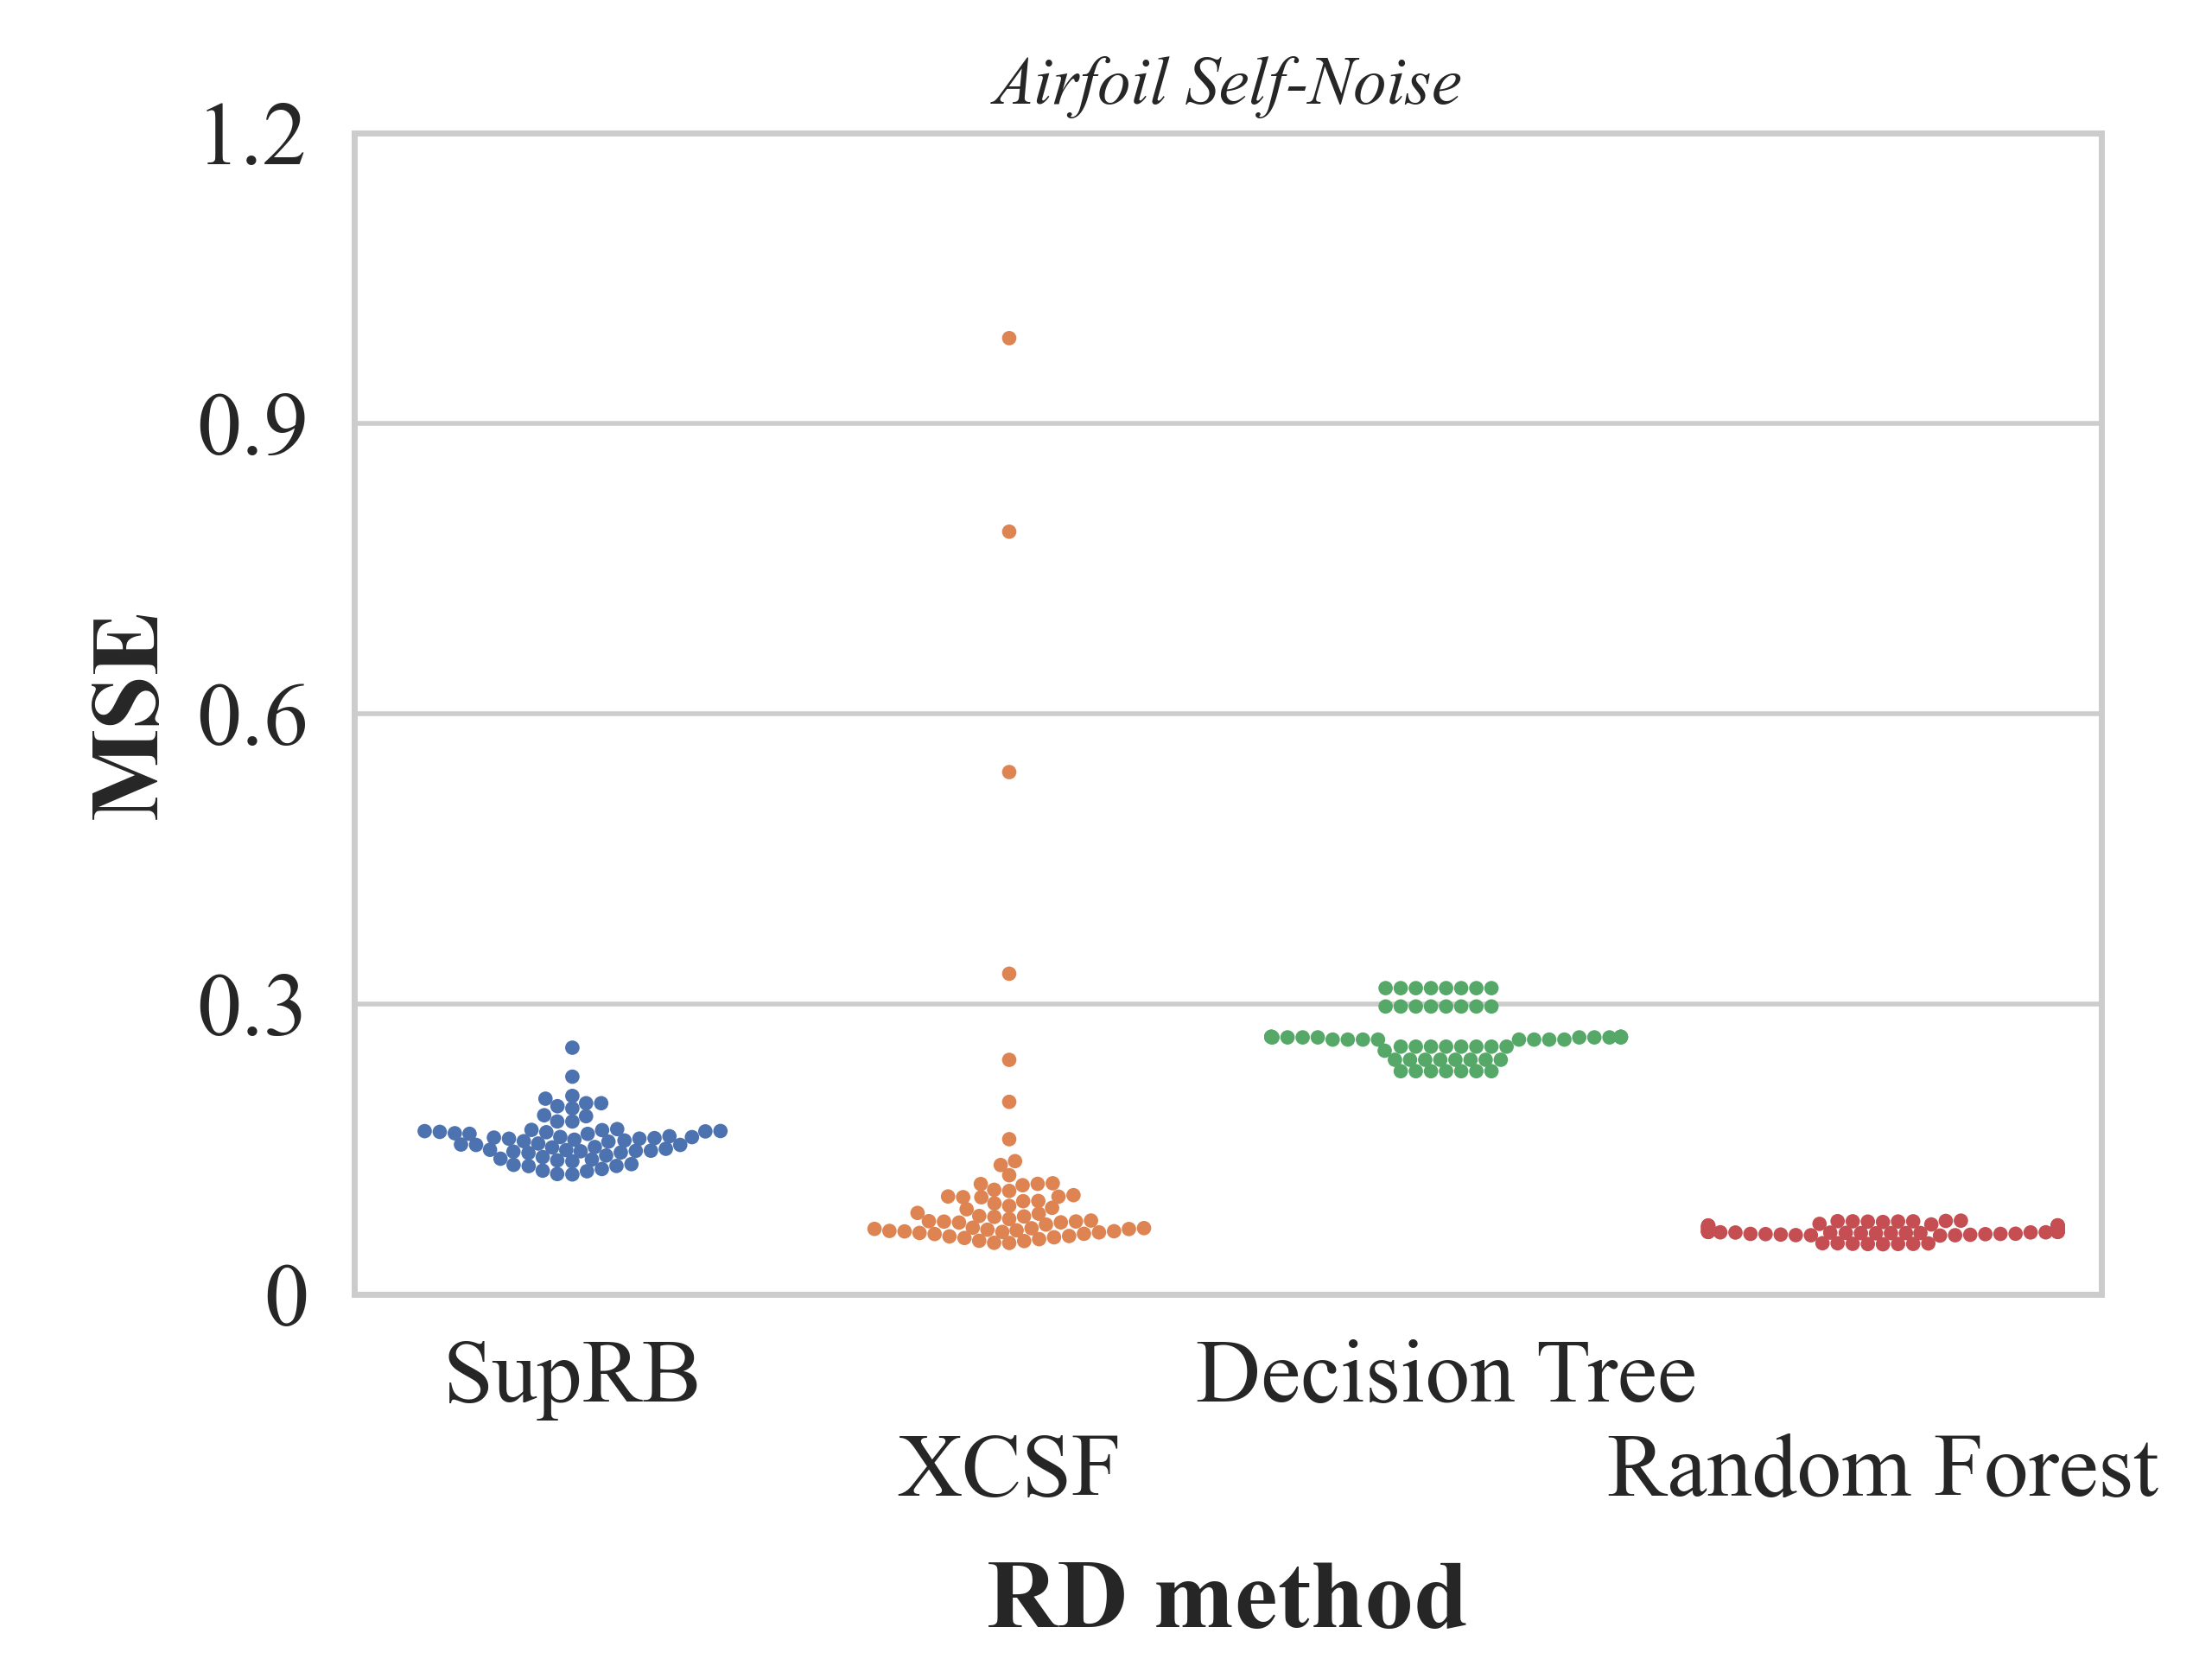 Airfoil Self-Noise
1.2
0.9
0.6
0.3
0
MSE
SupRB
Decision Tree
XCSF
Random Forest
RD method